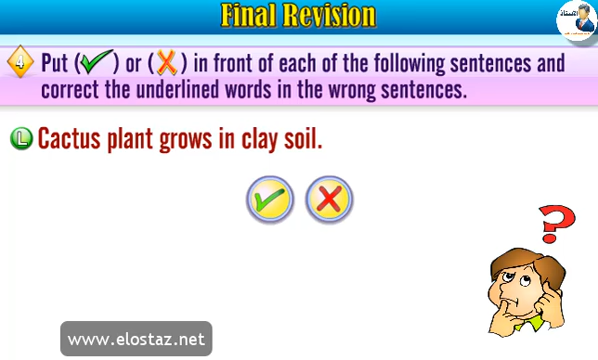 Final Revision
الأستاذ
4 Put (✓) or (✗) in front of each of the following sentences and
correct the underlined words in the wrong sentences.
L Cactus plant grows in clay soil.
?
www.elostaz.net